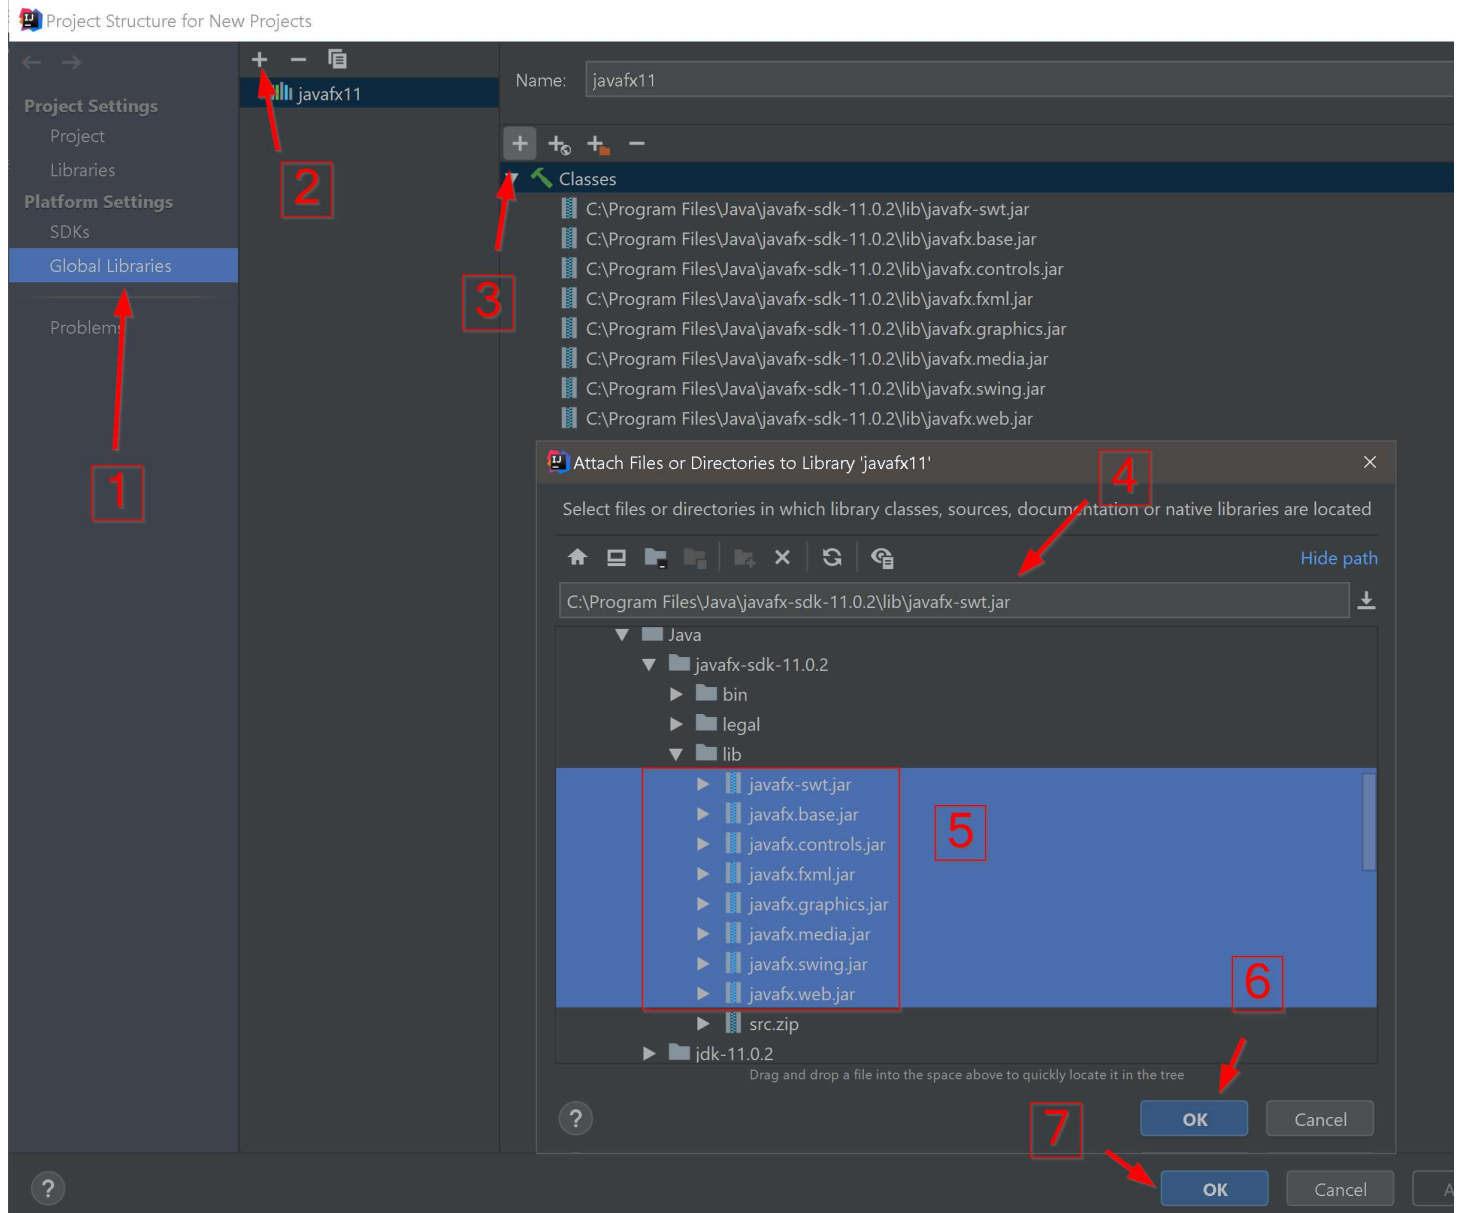 Project Structure for New Projects
Project Settings
Project
Libraries
Platform Settings
SDKs
Global Libraries
Problems
1
javafx11
2
Name: javafx11
3
Classes
C:\Program Files\Java\javafx-sdk-11.0.2\lib\javafx-swt.jar
C:\Program Files\Java\javafx-sdk-11.0.2\lib\javafx.base.jar
C:\Program Files\Java\javafx-sdk-11.0.2\lib\javafx.controls.jar
C:\Program Files\Java\javafx-sdk-11.0.2\lib\javafx.fxml.jar
C:\Program Files\Java\javafx-sdk-11.0.2\lib\javafx.graphics.jar
C:\Program Files\Java\javafx-sdk-11.0.2\lib\javafx.media.jar
C:\Program Files\Java\javafx-sdk-11.0.2\lib\javafx.swing.jar
C:\Program Files\Java\javafx-sdk-11.0.2\lib\javafx.web.jar
Attach Files or Directories to Library 'javafx11'
4
Select files or directories in which library classes, sources, documentation or native libraries are located
Hide path
C:\Program Files\Java\javafx-sdk-11.0.2\lib\javafx-swt.jar
Java
javafx-sdk-11.0.2
bin
legal
lib
javafx-swt.jar
javafx.base.jar
javafx.controls.jar
javafx.fxml.jar
javafx.graphics.jar
javafx.media.jar
javafx.swing.jar
javafx.web.jar
5
src.zip
jdk-11.0.2
Drag and drop a file into the space above to quickly locate it in the tree
6
? OK Cancel
7
? OK Cancel A